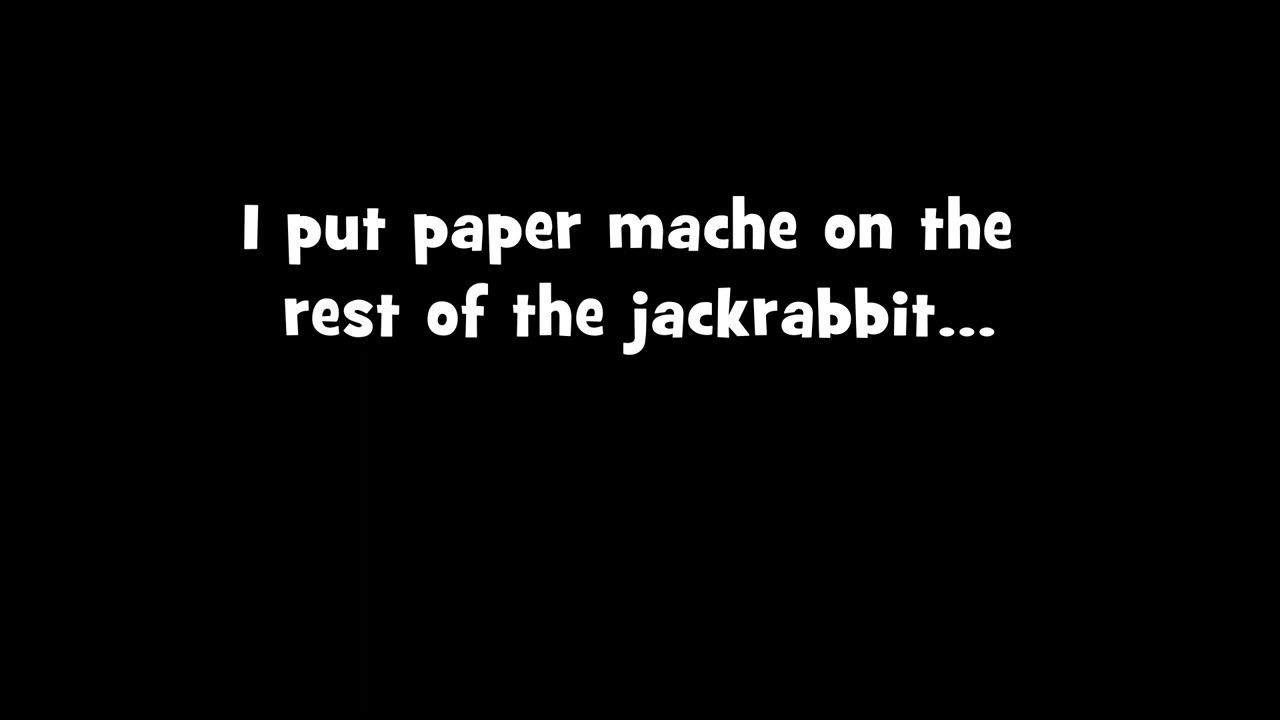 I put paper mache on the
rest of the jackrabbit...